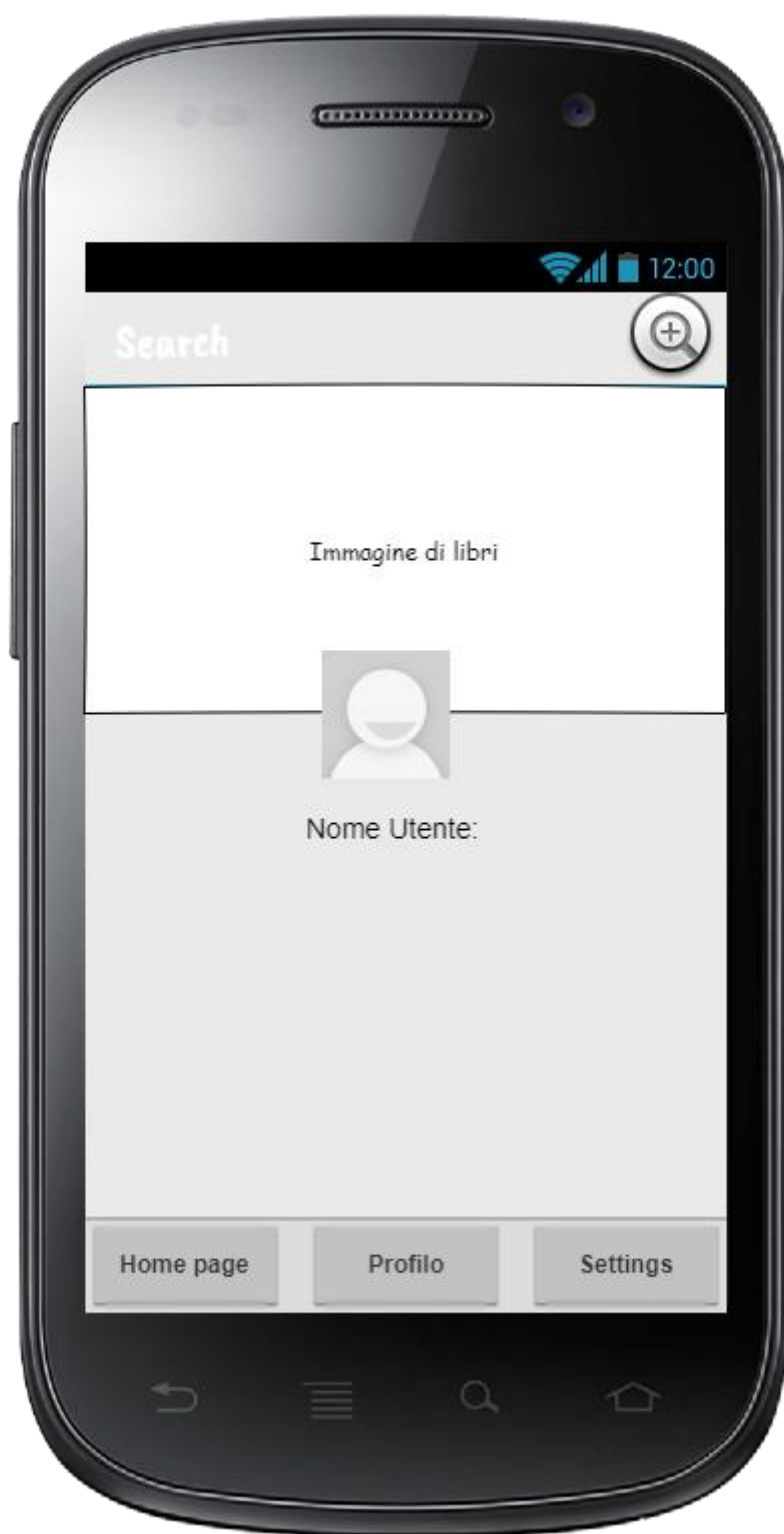 12:00
Search
Immagine di libri
Nome Utente:
Home page
Profilo
Settings